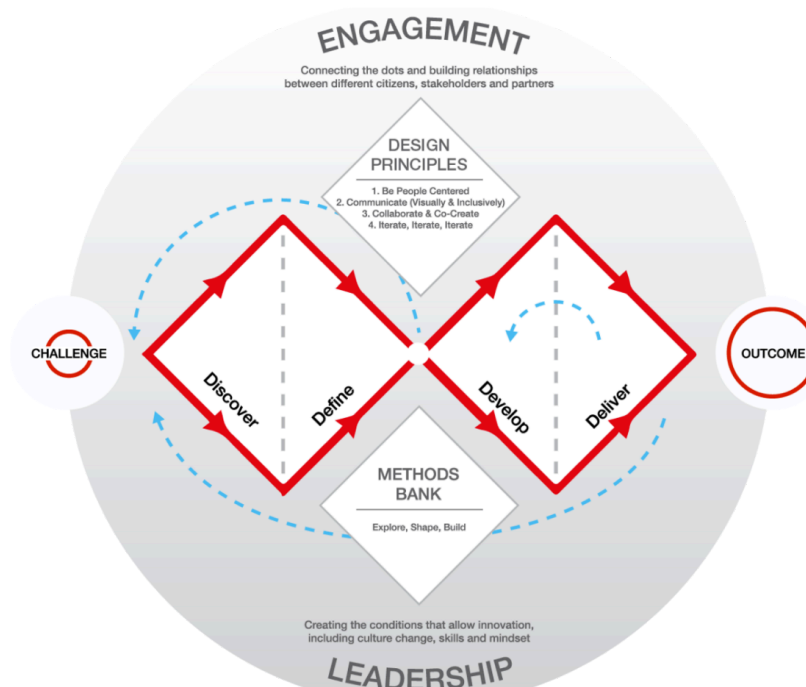 ENGAGEMENT
Connecting the dots and building relationships
between different citizens, stakeholders and partners
DESIGN
PRINCIPLES
1. Be People Centered
2. Communicate (Visually & Inclusively)
3. Collaborate & Co-Create
4. Iterate, Iterate, Iterate
CHALLENGE
OUTCOME
Discover
Define
Develop
Deliver
METHODS
BANK
Explore, Shape, Build
Creating the conditions that allow innovation,
including culture change, skills and mindset
LEADERSHIP